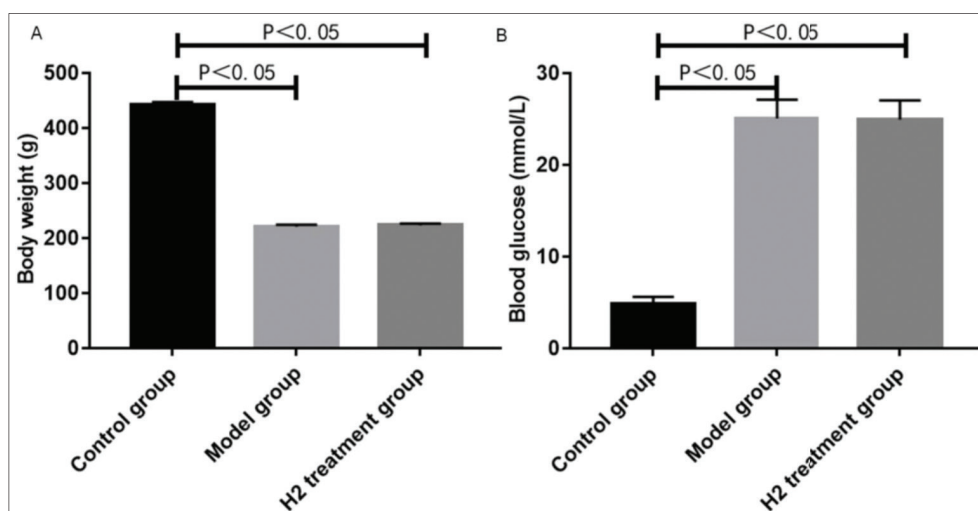 A
P<0.05
P<0.05
500
400
300
200
100
0
Body weight (g)
Control group
Model group
H2 treatment group
B
P<0.05
P<0.05
30
20
10
0
Blood glucose (mmol/L)
Control group
Model group
H2 treatment group